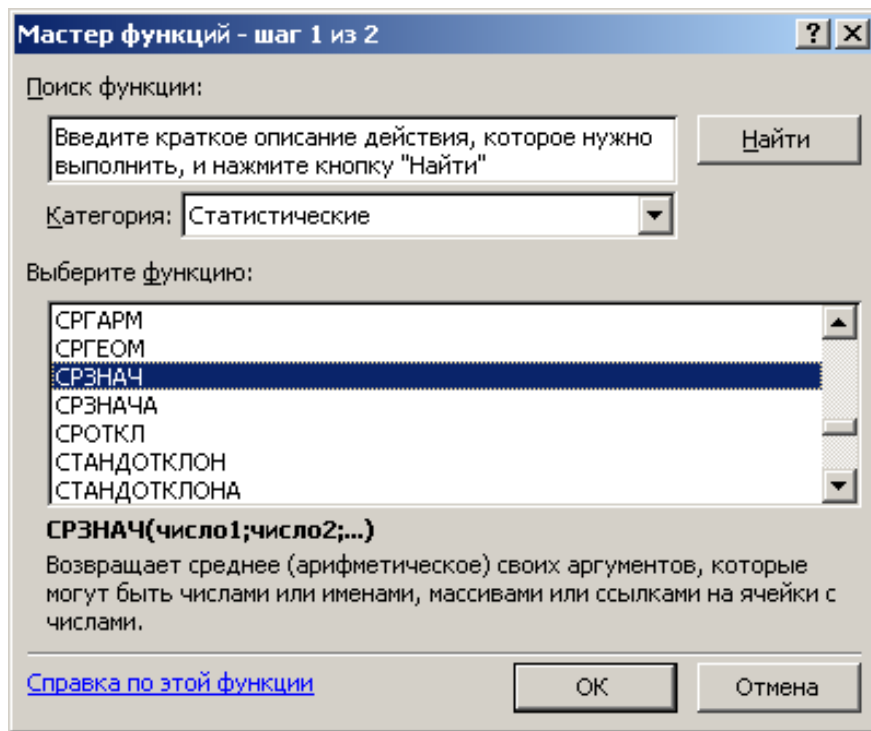 Мастер функций - шаг 1 из 2
Поиск функции:
Введите краткое описание действия, которое нужно
выполнить, и нажмите кнопку "Найти"
Найти
Категория: Статистические
Выберите функцию:
СРГАРМ
СРГЕОМ
СРЗНАЧ
СРЗНАЧА
СРОТКЛ
СТАНДОТКЛОН
СТАНДОТКЛОНА
СРЗНАЧ(число1;число2;...)
Возвращает среднее (арифметическое) своих аргументов, которые
могут быть числами или именами, массивами или ссылками на ячейки с
числами.
Справка по этой функции
ОК
Отмена